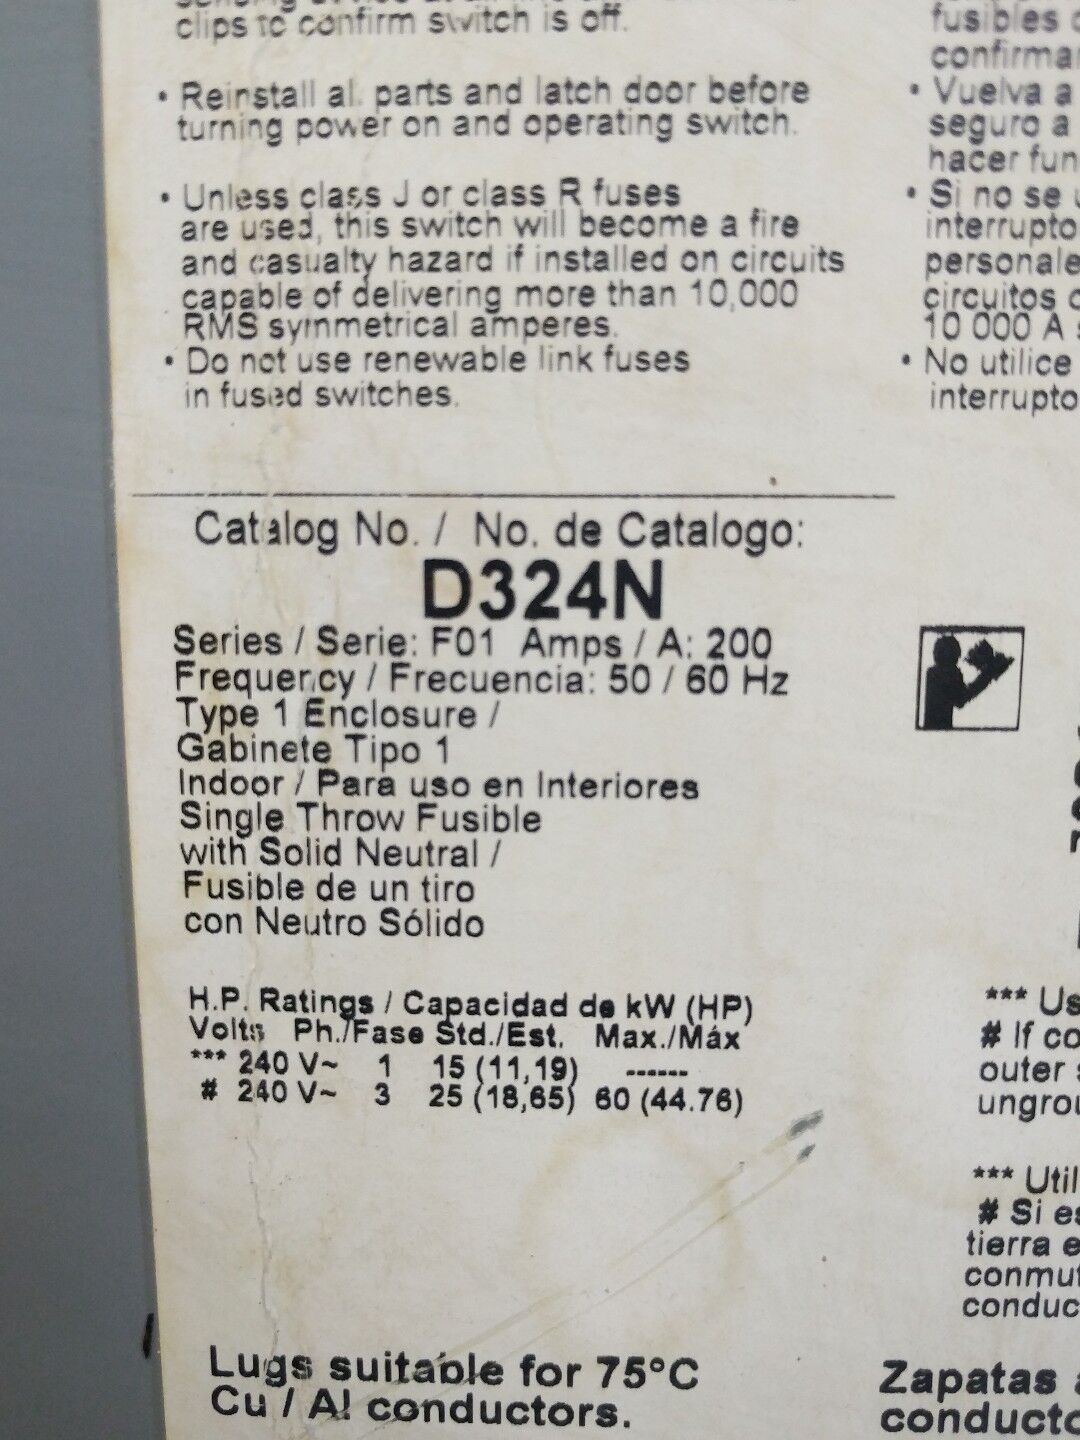 clips to confirm switch is off.
• Reinstall all parts and latch door before
turning power on and operating switch.
• Unless class J or class R fuses
are used, this switch will become a fire
and casualty hazard if installed on circuits
capable of delivering more than 10,000
RMS symmetrical amperes.
• Do not use renewable link fuses
in fused switches.
fusibles
confirmar
• Vuelva a
seguro a
hacer fun
• Si no se
interrupto
personale
circuitos
10 000 A
• No utilice
interrupto
Catalog No. / No. de Catalogo:
D324N
Series / Serie: F01 Amps / A: 200
Frequency / Frecuencia: 50 / 60 Hz
Type 1 Enclosure /
Gabinete Tipo 1
Indoor / Para uso en Interiores
Single Throw Fusible
with Solid Neutral /
Fusible de un tiro
con Neutro Sólido
H.P. Ratings / Capacidad de kW (HP)
Volts Ph./Fase Std./Est. Max./Máx
*** 240 V~ 1 15 (11,19) ------
# 240 V~ 3 25 (18,65) 60 (44.76)
*** Us
# If co
outer
ungrou
*** Util
# Si es
tierra e
conmut
conduc
Lugs suitable for 75°C
Cu / Al conductors.
Zapatas
conducto